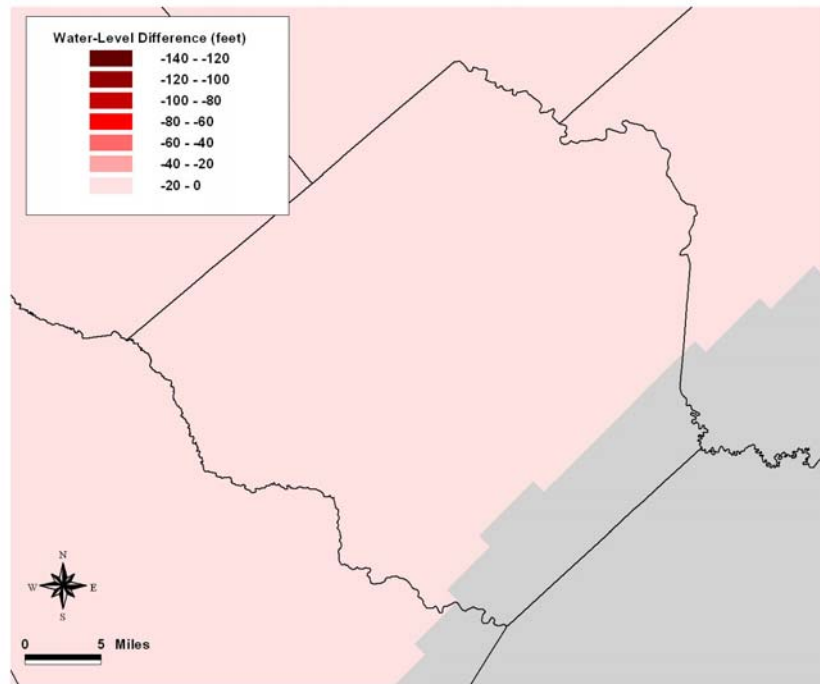 Water-Level Difference (feet)
-140 - -120
-120 - -100
-100 - -80
-80 - -60
-60 - -40
-40 - -20
-20 - 0
N
W E
S
0 5 Miles